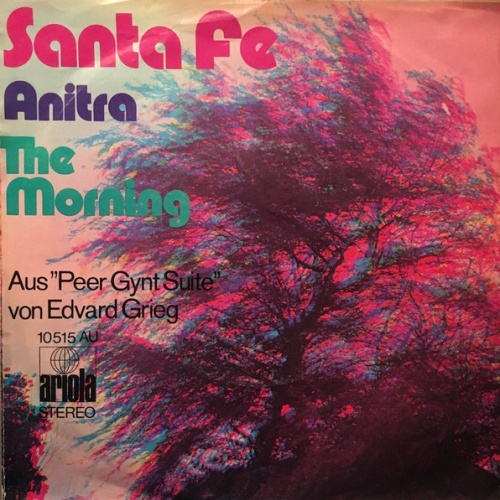 Santa Fe
Anitra
The
Morning
Aus "Peer Gynt Suite"
von Edvard Grieg
10 515 AU
ariola
STEREO